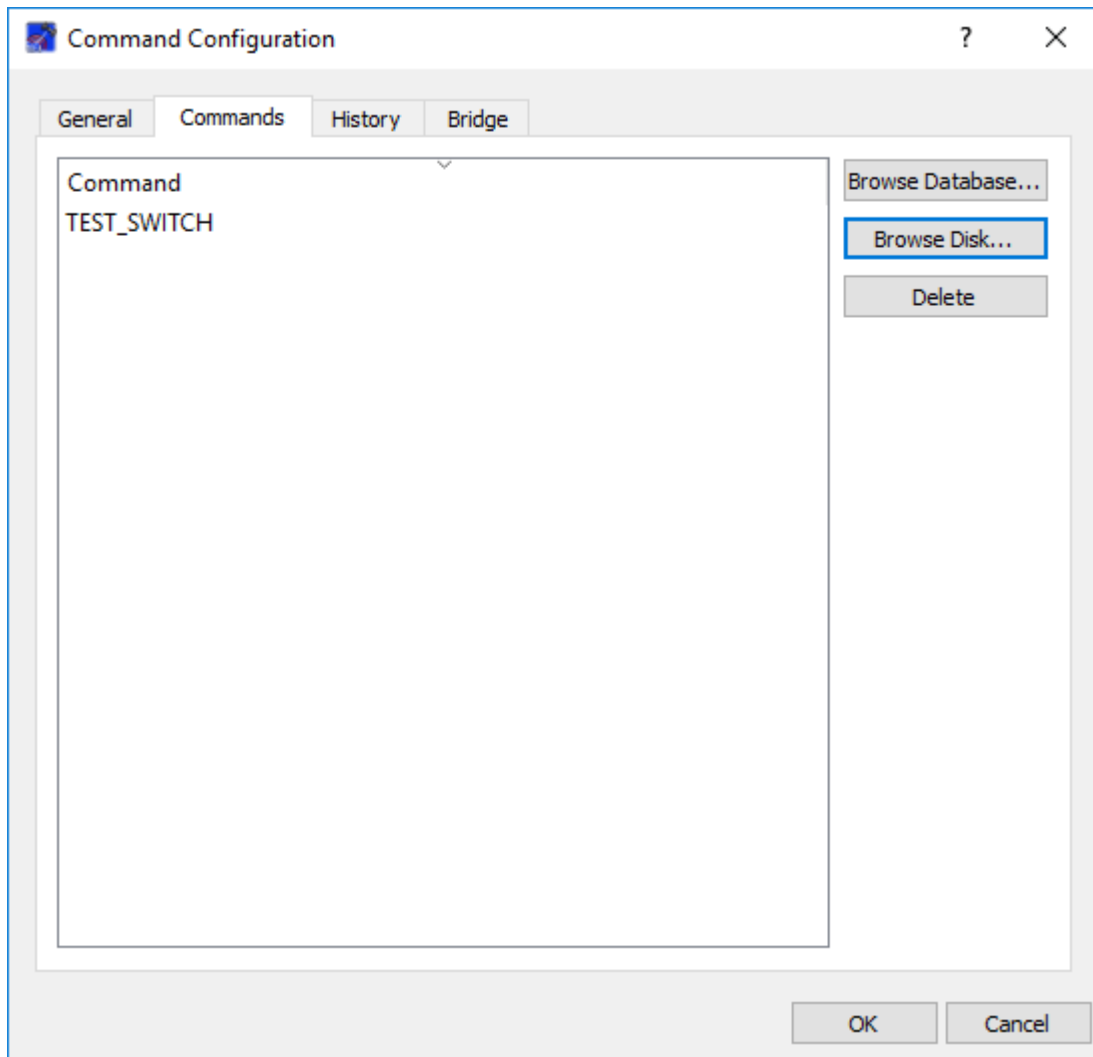 Command Configuration
?
General
Commands
History
Bridge
Command
TEST_SWITCH
Browse Database...
Browse Disk...
Delete
OK
Cancel